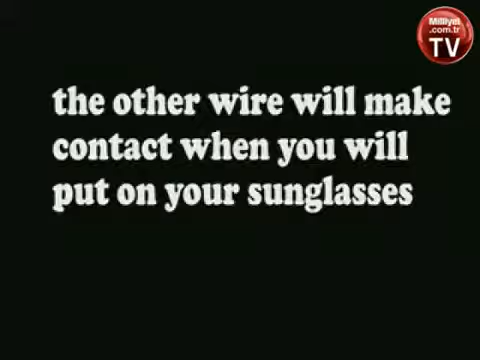 Milliyet
.com.tr
TV
the other wire will make
contact when you will
put on your sunglasses